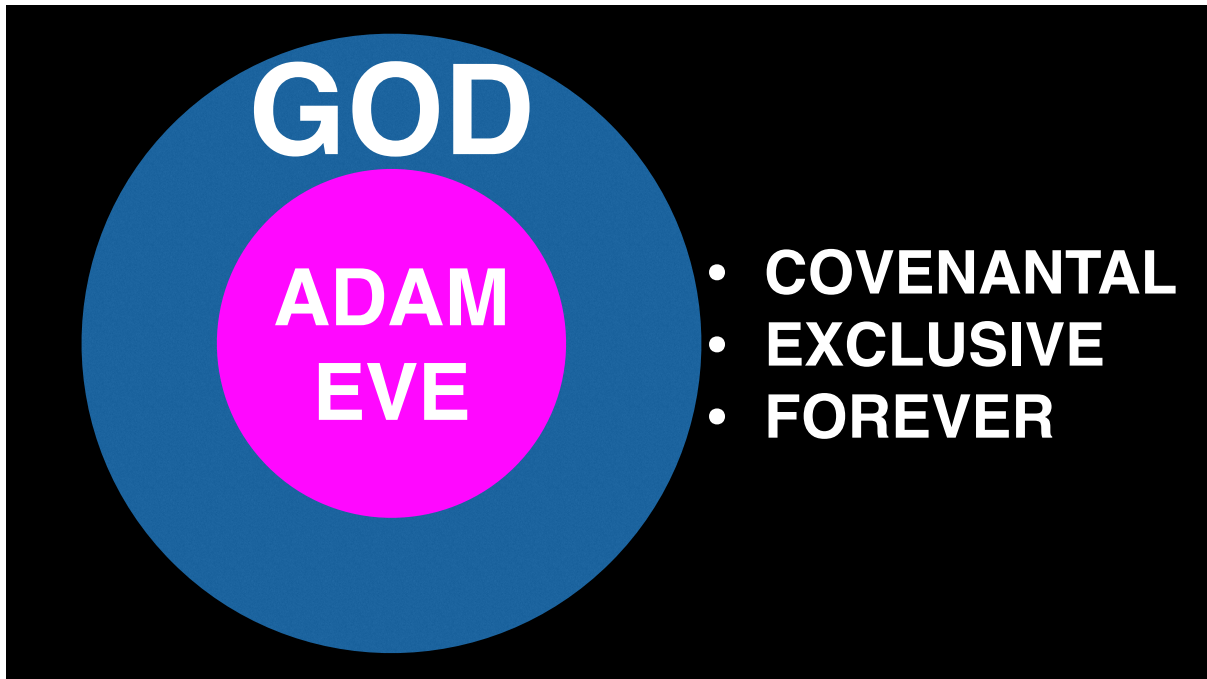 GOD
ADAM
EVE
• COVENANTAL
• EXCLUSIVE
• FOREVER